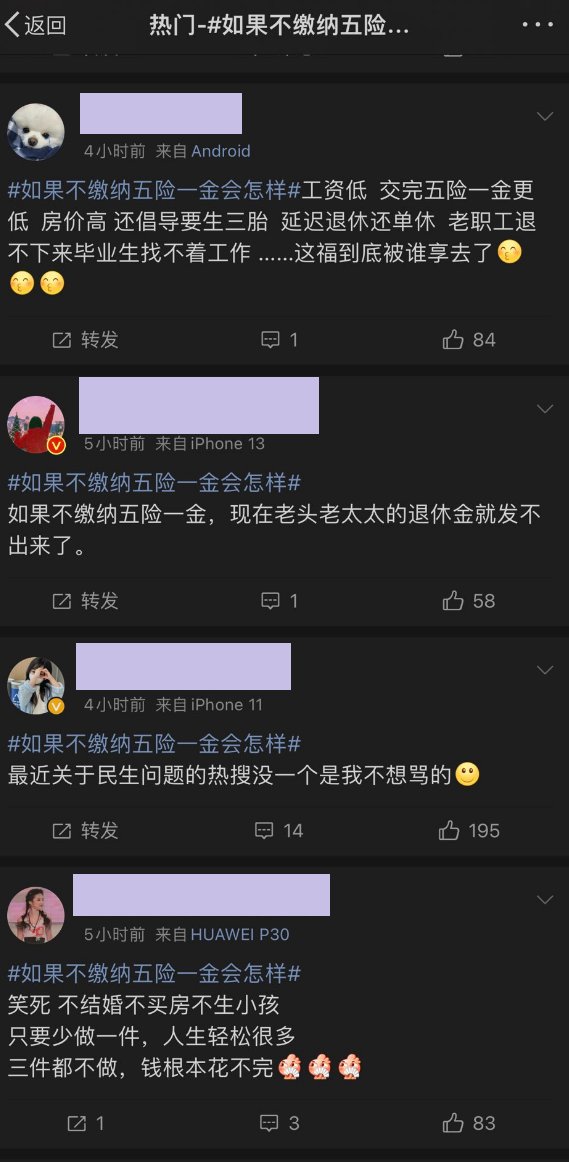 返回
热门-#如果不缴纳五险...
4小时前 来自 Android
#如果不缴纳五险一金会怎样#工资低 交完五险一金更
低 房价高 还倡导要生三胎 延迟退休还单休 老职工退
不下来毕业生找不着工作 ......这福到底被谁享去了
转发
1
84
5小时前 来自 iPhone 13
#如果不缴纳五险一金会怎样#
如果不缴纳五险一金，现在老头老太太的退休金就发不
出来了。
转发
1
58
4小时前 来自 iPhone 11
#如果不缴纳五险一金会怎样#
最近关于民生问题的热搜没一个是我不想骂的
转发
14
195
5小时前 来自 HUAWEI P30
#如果不缴纳五险一金会怎样#
笑死 不结婚不买房不生小孩
只要少做一件，人生轻松很多
三件都不做，钱根本花不完
1
3
83